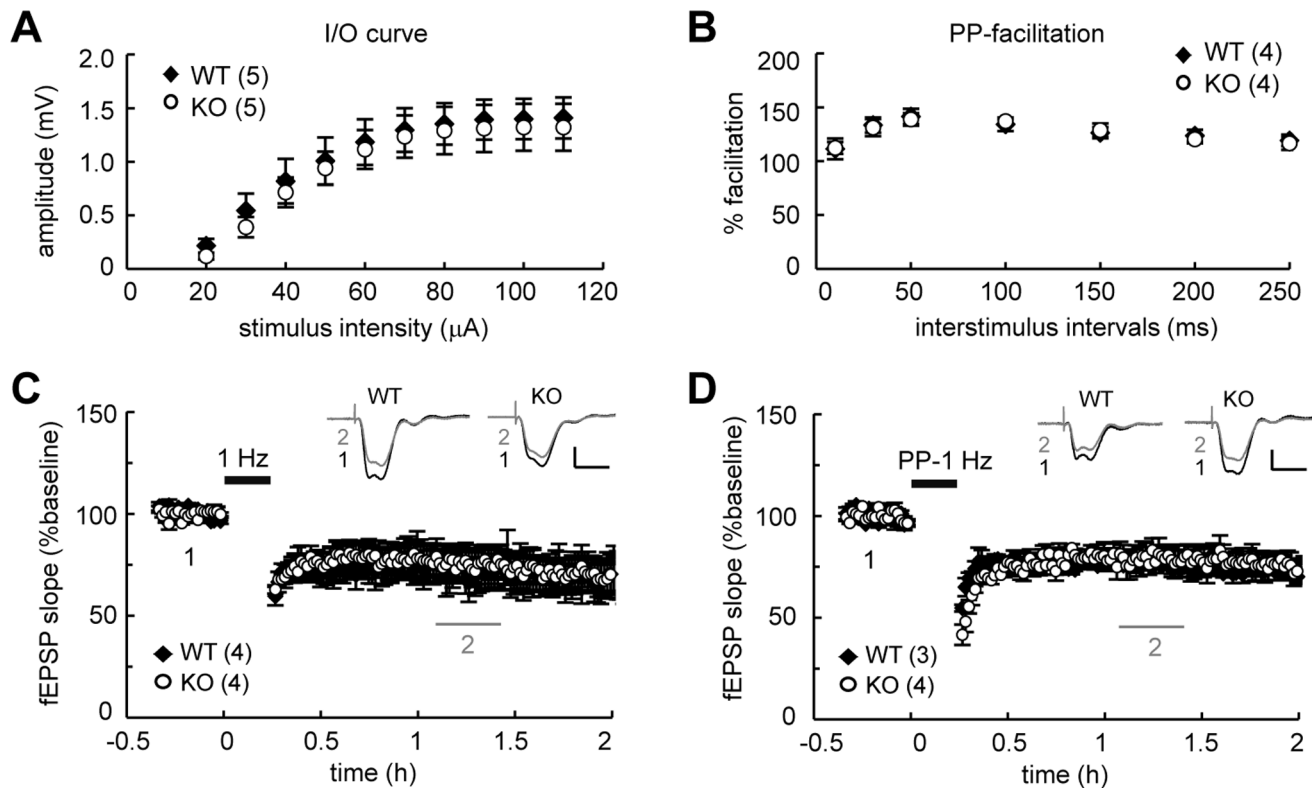 A
I/O curve
2.0
1.5
1.0
0.5
0
amplitude (mV)
WT (5)
KO (5)
0 20 40 60 80 100 120
stimulus intensity (μA)
B
PP-facilitation
200
150
100
50
0
% facilitation
WT (4)
KO (4)
0 50 100 150 200 250
interstimulus intervals (ms)
C
150
100
50
0
fEPSP slope (%baseline)
1 Hz
WT
KO
2
1
2
1
1
2
WT (4)
KO (4)
-0.5 0 0.5 1 1.5 2
time (h)
D
150
100
50
0
fEPSP slope (%baseline)
PP-1 Hz
WT
KO
2
1
2
1
1
2
WT (3)
KO (4)
-0.5 0 0.5 1 1.5 2
time (h)